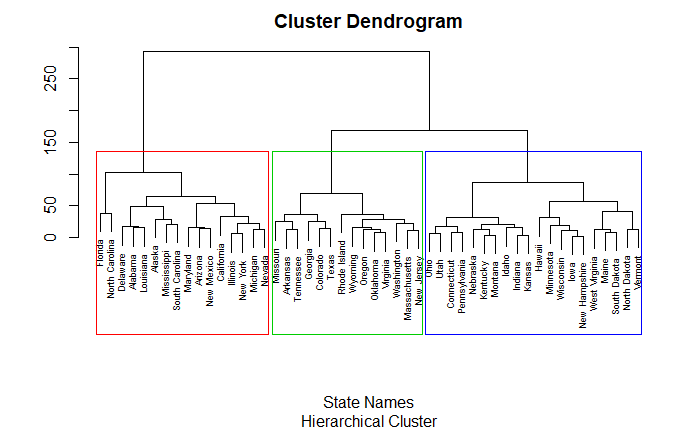 Cluster Dendrogram
250
150
50
0
Florida
North Carolina
Delaware
Alabama
Louisiana
Alaska
Mississippi
South Carolina
Maryland
Arizona
New Mexico
California
Illinois
New York
Michigan
Nevada
Missouri
Arkansas
Tennessee
Georgia
Colorado
Texas
Rhode Island
Wyoming
Oregon
Oklahoma
Virginia
Washington
Massachusetts
New Jersey
Ohio
Utah
Connecticut
Pennsylvania
Nebraska
Kentucky
Montana
Idaho
Indiana
Kansas
Hawaii
Minnesota
Wisconsin
Iowa
New Hampshire
West Virginia
Maine
South Dakota
North Dakota
Vermont
State Names
Hierarchical Cluster